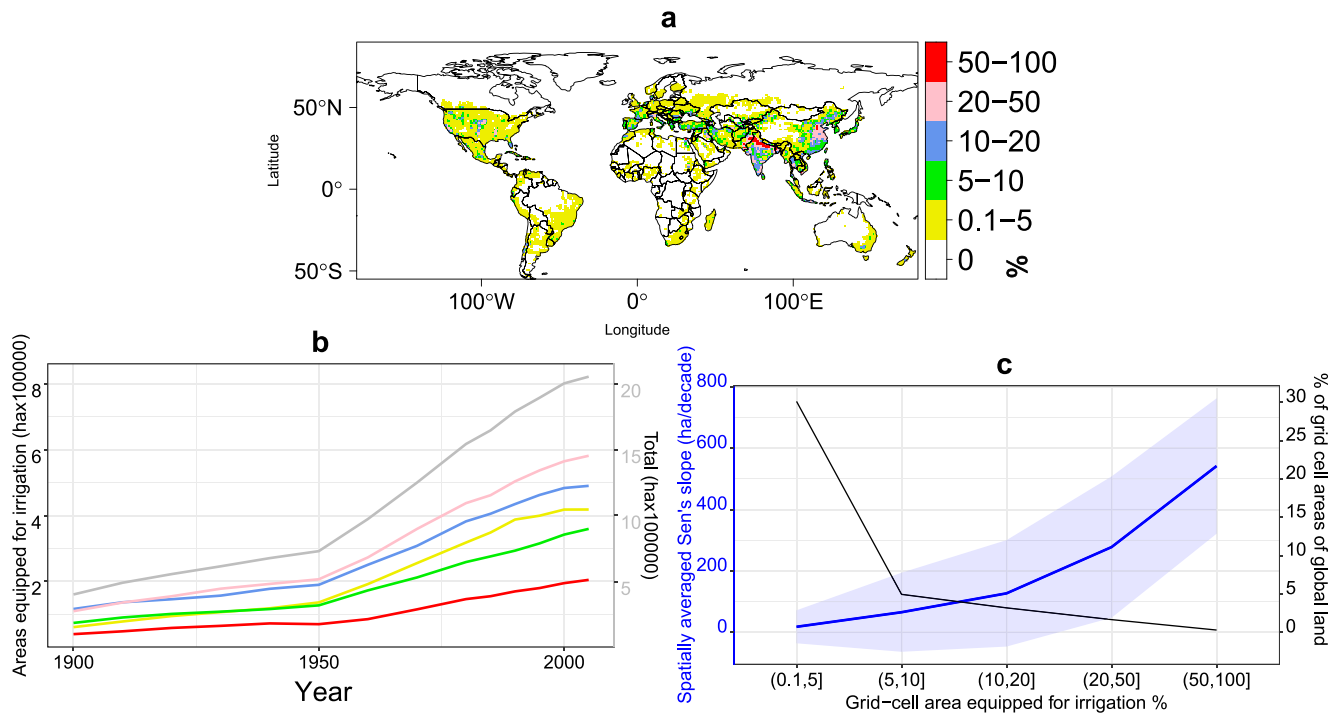 a
Latitude
50°N
0°
50°S
100°W
0°
100°E
Longitude
50−100
20−50
10−20
5−10
0.1−5
0
%
b
Areas equipped for irrigation (hax100000)
8
6
4
2
20
15
10
5
Total (hax100000)
1900
1950
2000
Year
c
Spatially averaged Sen's slope (ha/decade)
800
600
400
200
0
30
25
20
15
10
5
0
% of grid cell areas of global land
(0.1,5]
(5,10]
(10,20]
(20,50]
(50,100]
Grid−cell area equipped for irrigation %